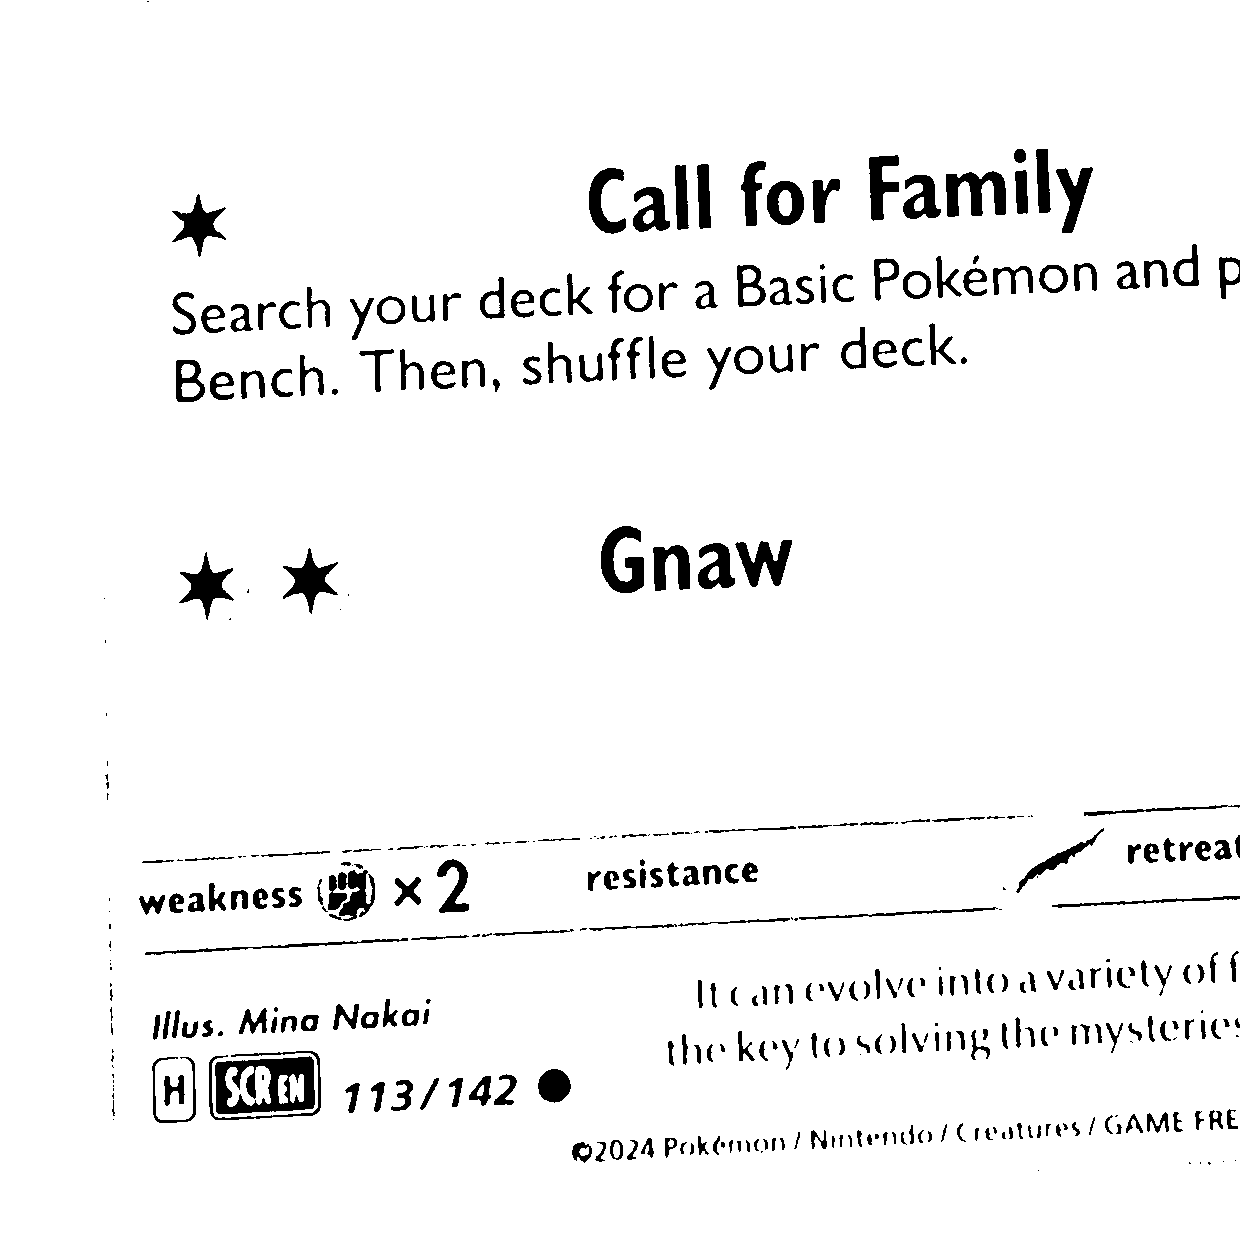 Call for Family
Search your deck for a Basic Pokémon and p
Bench. Then, shuffle your deck.
Gnaw
weakness ×2 resistance retreat
Illus. Mina Nakai
It can evolve into a variety of f
the key to solving the mysteries
H SCR EN 113/142
©2024 Pokémon / Nintendo / Creatures / GAME FRE